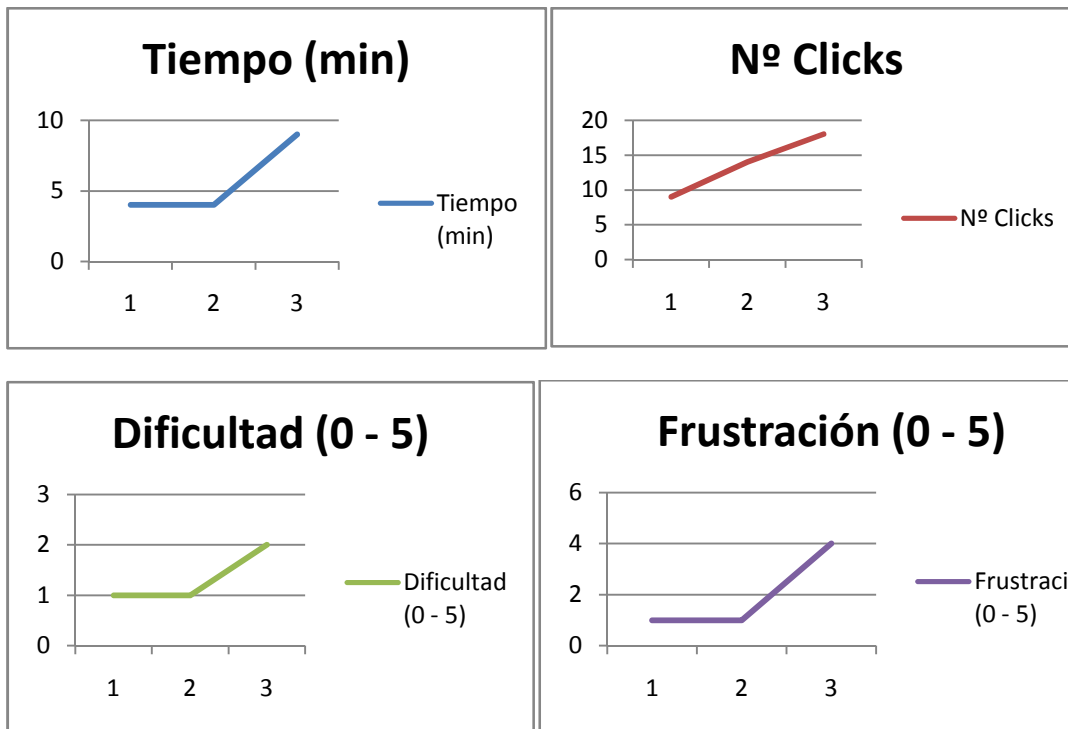 Tiempo (min)
10
5
0
1 2 3
Tiempo
(min)
Nº Clicks
20
15
10
5
0
1 2 3
Nº Clicks
Dificultad (0 - 5)
3
2
1
0
1 2 3
Dificultad
(0 - 5)
Frustración (0 - 5)
6
4
2
0
1 2 3
Frustraci
(0 - 5)